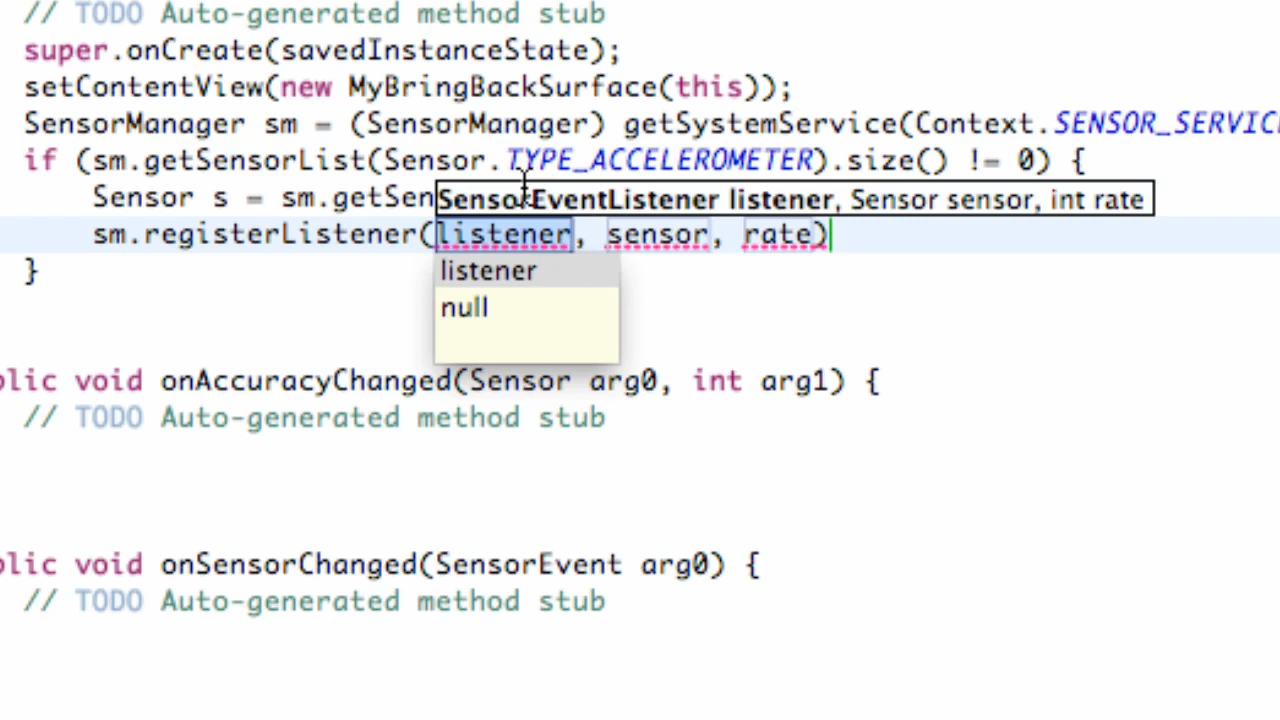 // TODO Auto-generated method stub
super.onCreate(savedInstanceState);
setContentView(new MyBringBackSurface(this));
SensorManager sm = (SensorManager) getSystemService(Context.SENSOR_SERVIC
if (sm.getSensorList(Sensor.TYPE_ACCELEROMETER).size() != 0) {
Sensor s = sm.getSen
SensorEventListener listener, Sensor sensor, int rate
sm.registerListener(listener, sensor, rate)
listener
}
null
blic void onAccuracyChanged(Sensor arg0, int arg1) {
// TODO Auto-generated method stub
blic void onSensorChanged(SensorEvent arg0) {
// TODO Auto-generated method stub